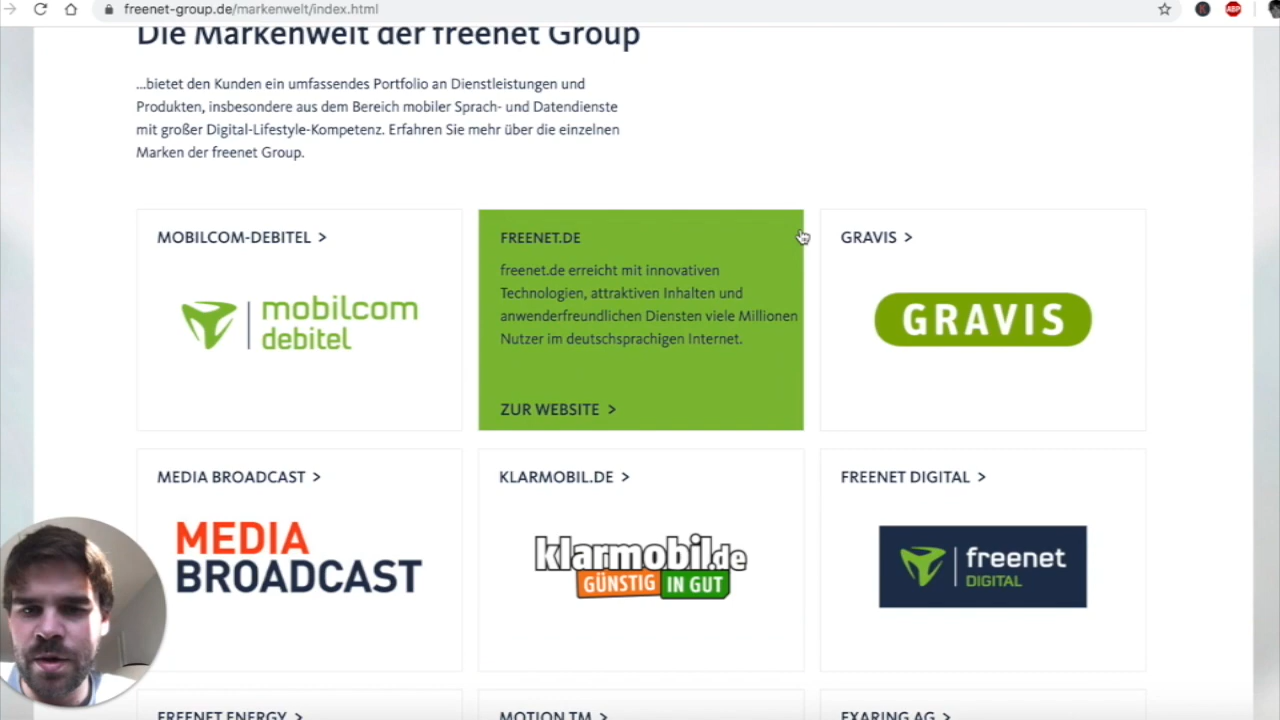 freenet-group.de/markenwelt/index.html
ABP
Die Markenwelt der freenet Group
...bietet den Kunden ein umfassendes Portfolio an Dienstleistungen und
Produkten, insbesondere aus dem Bereich mobiler Sprach- und Datendienste
mit großer Digital-Lifestyle-Kompetenz. Erfahren Sie mehr über die einzelnen
Marken der freenet Group.
MOBILCOM-DEBITEL >
mobilcom
debitel
FREENET.DE
freenet.de erreicht mit innovativen
Technologien, attraktiven Inhalten und
anwenderfreundlichen Diensten viele Millionen
Nutzer im deutschsprachigen Internet.
ZUR WEBSITE >
GRAVIS >
GRAVIS
MEDIA BROADCAST >
MEDIA
BROADCAST
KLARMOBIL.DE >
klarmobil.de
GÜNSTIG IN GUT
FREENET DIGITAL >
freenet
DIGITAL
FREENET ENERGY >
MOTION TM >
EXARING AG >